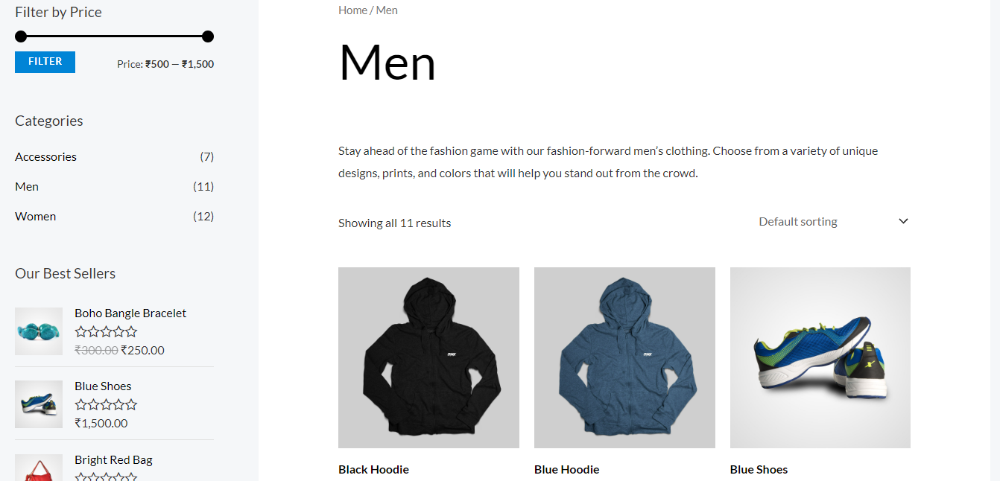 Filter by Price
FILTER
Price: ₹500 — ₹1,500
Categories
Accessories (7)
Men (11)
Women (12)
Our Best Sellers
Boho Bangle Bracelet
₹300.00 ₹250.00
Blue Shoes
₹1,500.00
Bright Red Bag
Home / Men
Men
Stay ahead of the fashion game with our fashion-forward men’s clothing. Choose from a variety of unique
designs, prints, and colors that will help you stand out from the crowd.
Showing all 11 results
Default sorting
DNK
Black Hoodie
Blue Hoodie
Blue Shoes